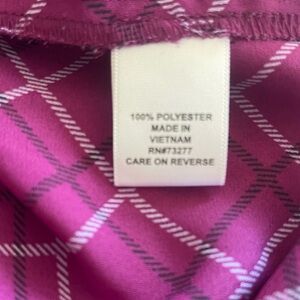 100% POLYESTER
MADE IN
VIETNAM
RN#73277
CARE ON REVERSE